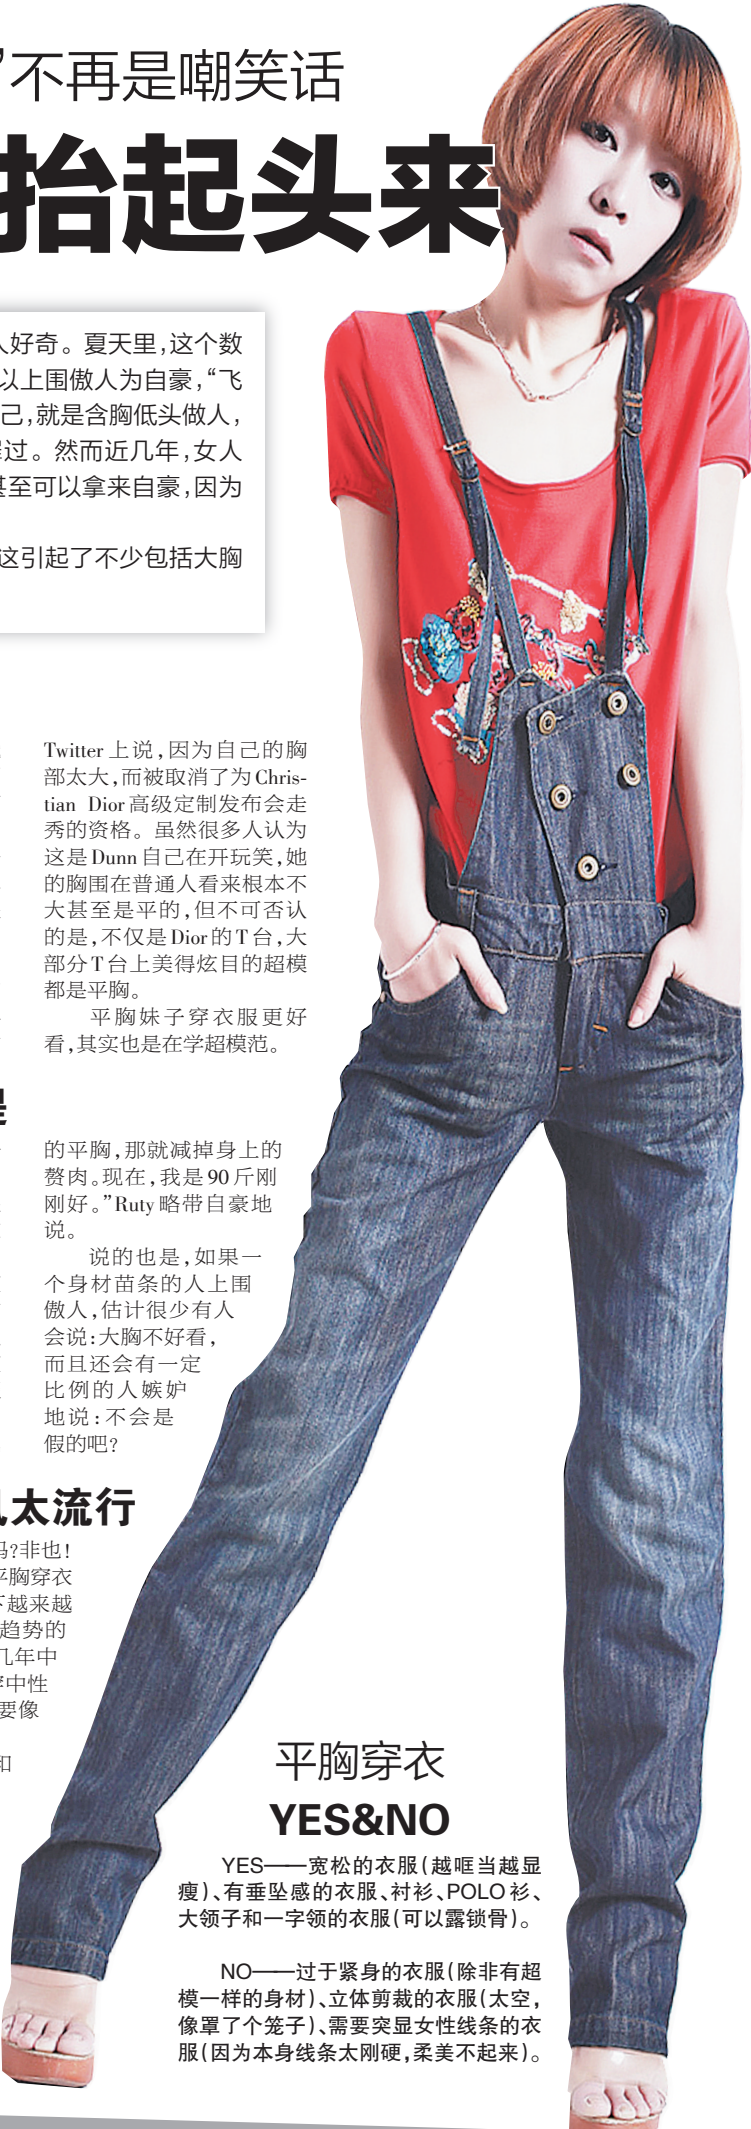 ”不再是嘲笑话
抬起头来
人好奇。夏天里,这个数
以上围傲人为自豪,“飞
己,就是含胸低头做人,
过。然而近几年,女人
甚至可以拿来自豪,因为
这引起了不少包括大胸
Twitter 上说,因为自己的胸
部太大,而被取消了为 Chris-
tian Dior 高级定制发布会走
秀的资格。虽然很多人认为
这是 Dunn 自己在开玩笑,她
的胸围在普通人看来根本不
大甚至是平的,但不可否认
的是,不仅是 Dior 的 T 台,大
部分 T 台上美得炫目的超模
都是平胸。
平胸妹子穿衣服更好
看,其实也是在学超模范。
的平胸,那就减掉身上的
赘肉。现在,我是 90 斤刚
刚好。”Ruty 略带自豪地
说。
说的也是,如果一
个身材苗条的人上围
傲人,估计很少有人
会说:大胸不好看,
而且还会有一定
比例的人嫉妒
地说:不会是
假的吧?
太流行
吗?非也!
平胸穿衣
下越来越
趋势的
几年中
穿中性
要像
和
平胸穿衣
YES&NO
YES——宽松的衣服(越哐当越显
瘦)、有垂坠感的衣服、衬衫、POLO 衫、
大领子和一字领的衣服(可以露锁骨)。
NO——过于紧身的衣服(除非有超
模一样的身材)、立体剪裁的衣服(太空,
像罩了个笼子)、需要突显女性线条的衣
服(因为本身线条太刚硬,柔美不起来)。